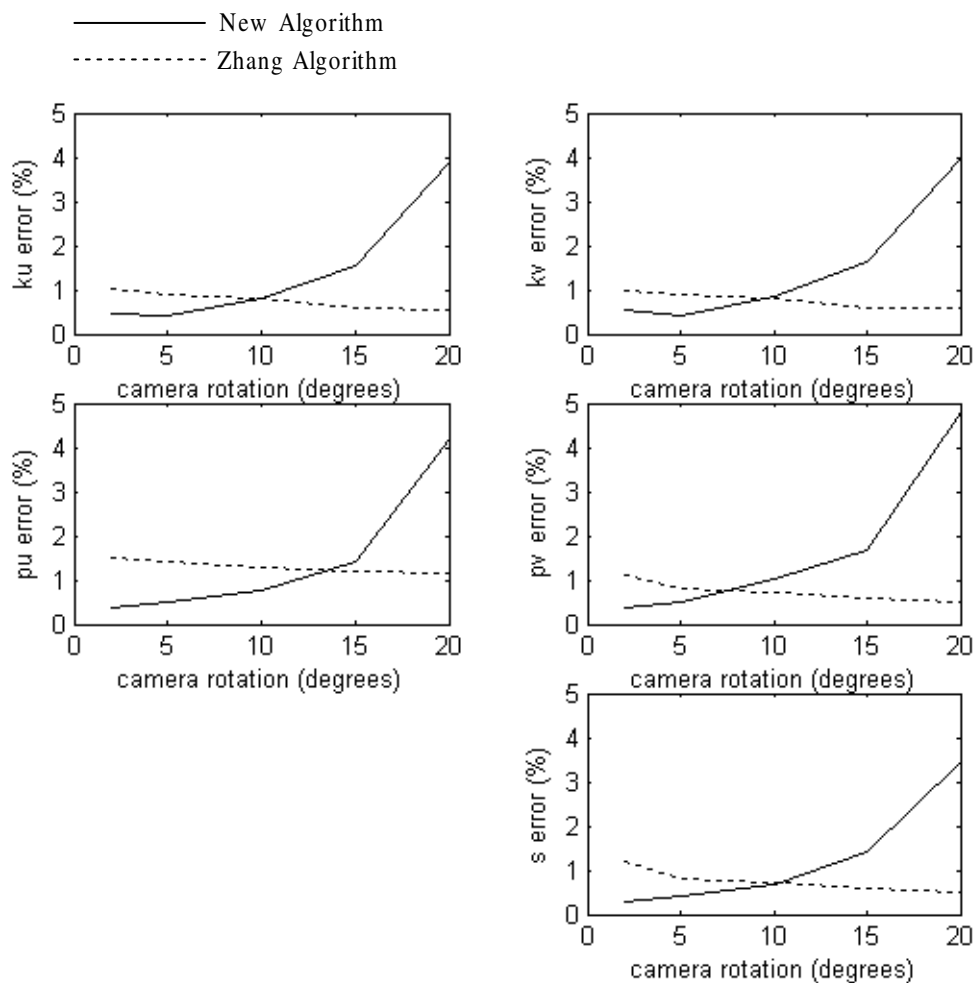 New Algorithm
Zhang Algorithm
5
4
3
2
1
0
ku error (%)
0 5 10 15 20
camera rotation (degrees)
5
4
3
2
1
0
kv error (%)
0 5 10 15 20
camera rotation (degrees)
5
4
3
2
1
0
pu error (%)
0 5 10 15 20
camera rotation (degrees)
5
4
3
2
1
0
pv error (%)
0 5 10 15 20
camera rotation (degrees)
5
4
3
2
1
0
s error (%)
0 5 10 15 20
camera rotation (degrees)